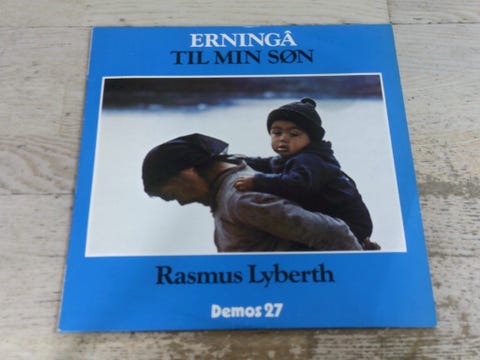 ERNINGÂ
TIL MIN SØN
Rasmus Lyberth
Demos 27